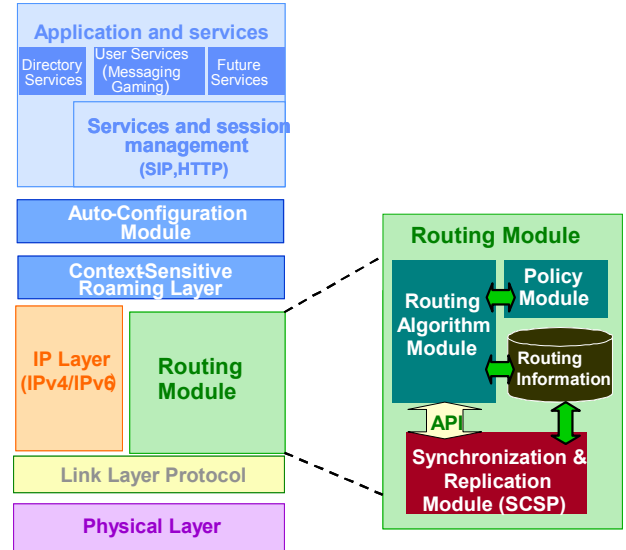 Application and services
Directory
Services
User Services
(Messaging
Gaming)
Future
Services
Services and session
management
(SIP,HTTP)
Auto-Configuration
Module
Context-Sensitive
Roaming Layer
IP Layer
(IPv4/IPv6)
Routing
Module
Link Layer Protocol
Physical Layer
Routing Module
Routing
Algorithm
Module
Policy
Module
Routing
Information
API
Synchronization &
Replication
Module (SCSP)